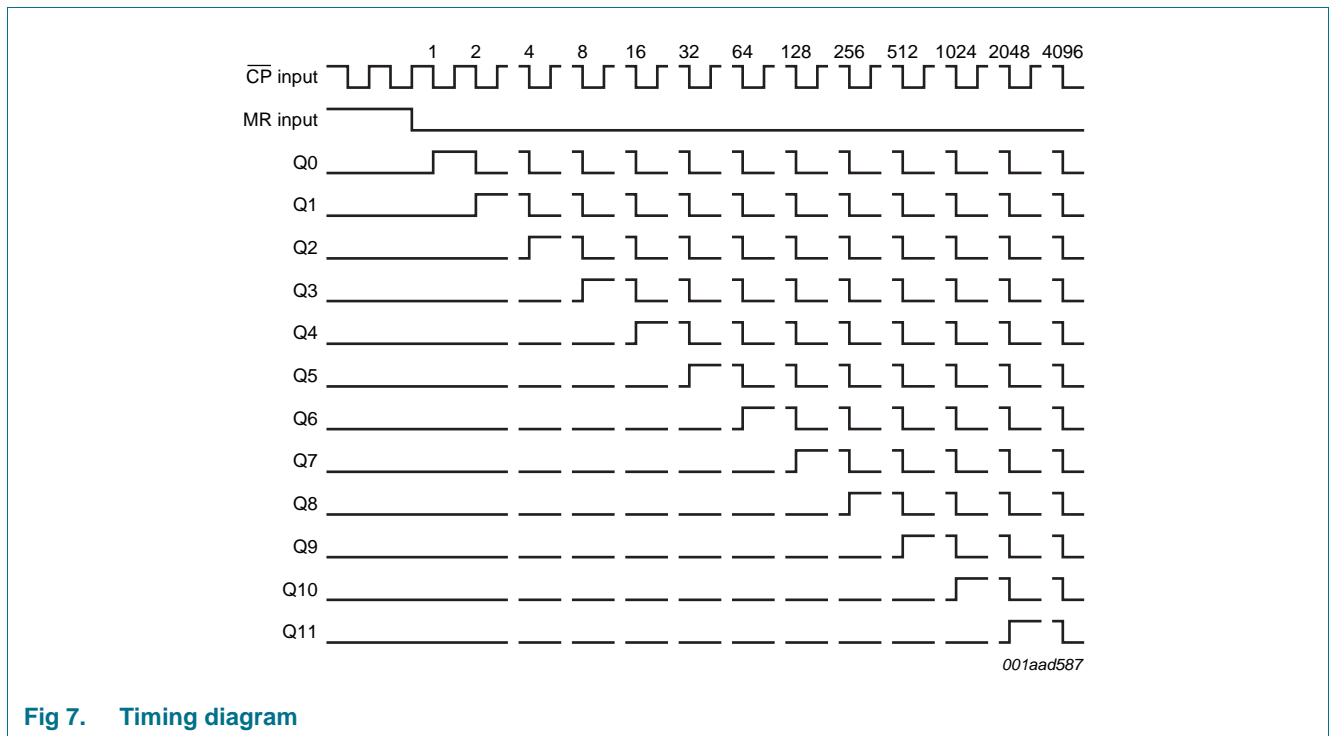 1 2 4 8 16 32 64 128 256 512 1024 2048 4096
CP input
MR input
Q0
Q1
Q2
Q3
Q4
Q5
Q6
Q7
Q8
Q9
Q10
Q11
001aad587
Fig 7. Timing diagram